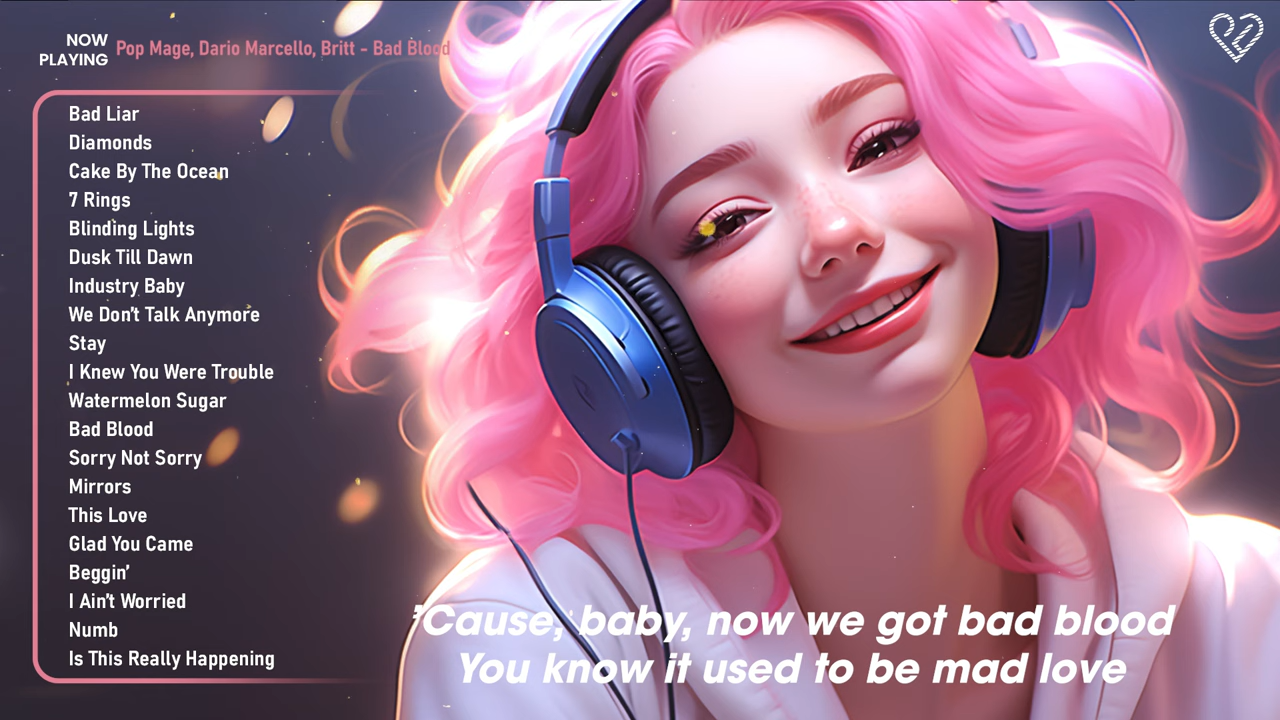 NOW
PLAYING
Pop Mage, Dario Marcello, Britt - Bad Blood
Bad Liar
Diamonds
Cake By The Ocean
7 Rings
Blinding Lights
Dusk Till Dawn
Industry Baby
We Don't Talk Anymore
Stay
I Knew You Were Trouble
Watermelon Sugar
Bad Blood
Sorry Not Sorry
Mirrors
This Love
Glad You Came
Beggin'
I Ain't Worried
Numb
Is This Really Happening
'Cause, baby, now we got bad blood
You know it used to be mad love